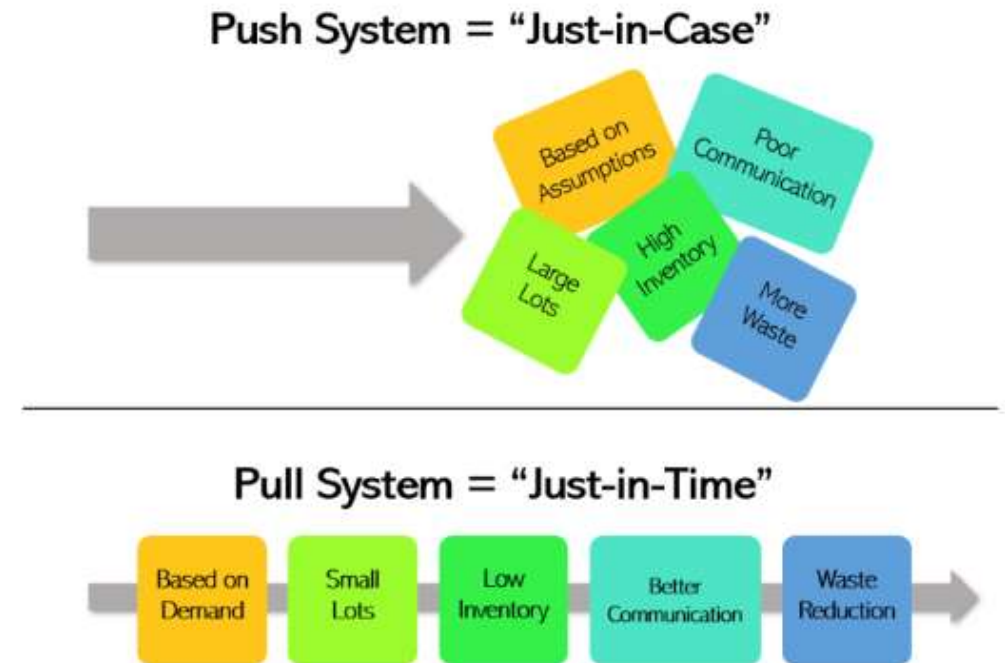 Push System = “Just-in-Case”
Based on
Assumptions
Poor
Communication
Large
Lots
High
Inventory
More
Waste
Pull System = “Just-in-Time”
Based on
Demand
Small
Lots
Low
Inventory
Better
Communication
Waste
Reduction